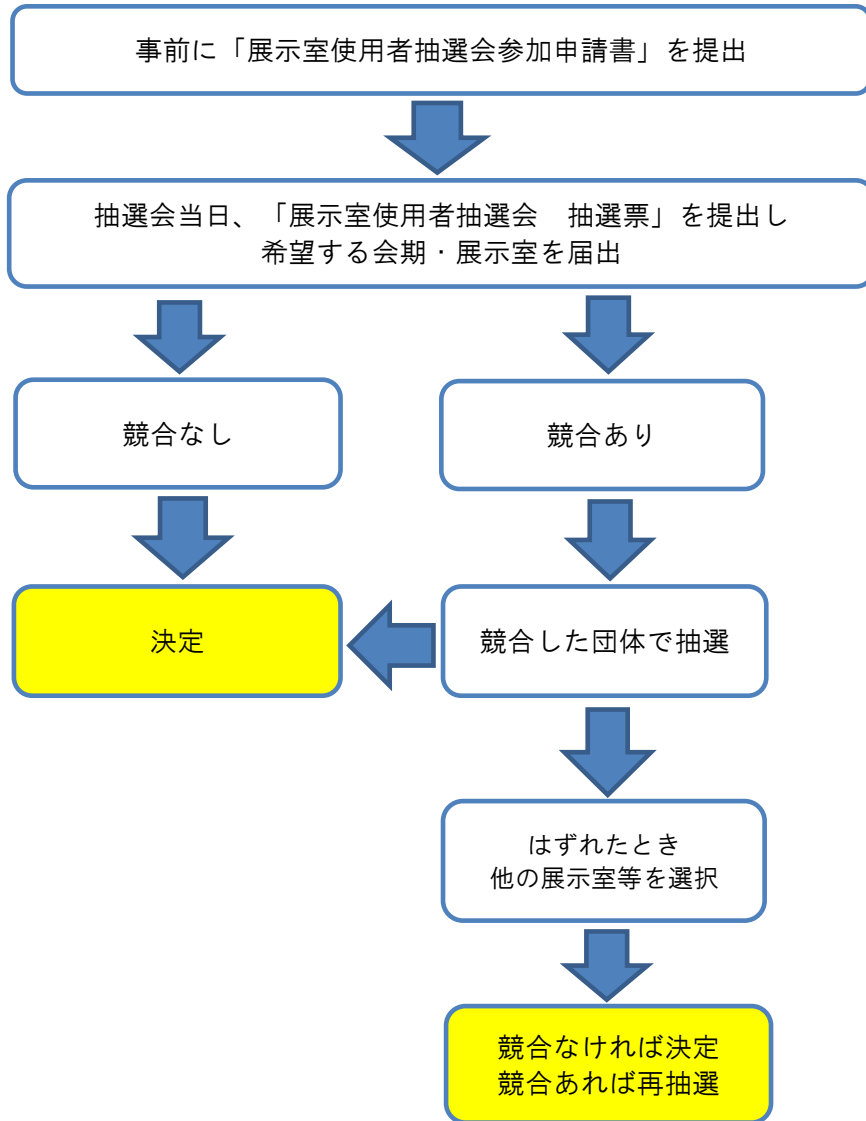 事前に「展示室使用者抽選会参加申請書」を提出
抽選会当日、「展示室使用者抽選会　抽選票」を提出し
希望する会期・展示室を届出
競合なし
競合あり
決定
競合した団体で抽選
はずれたとき
他の展示室等を選択
競合なければ決定
競合あれば再抽選